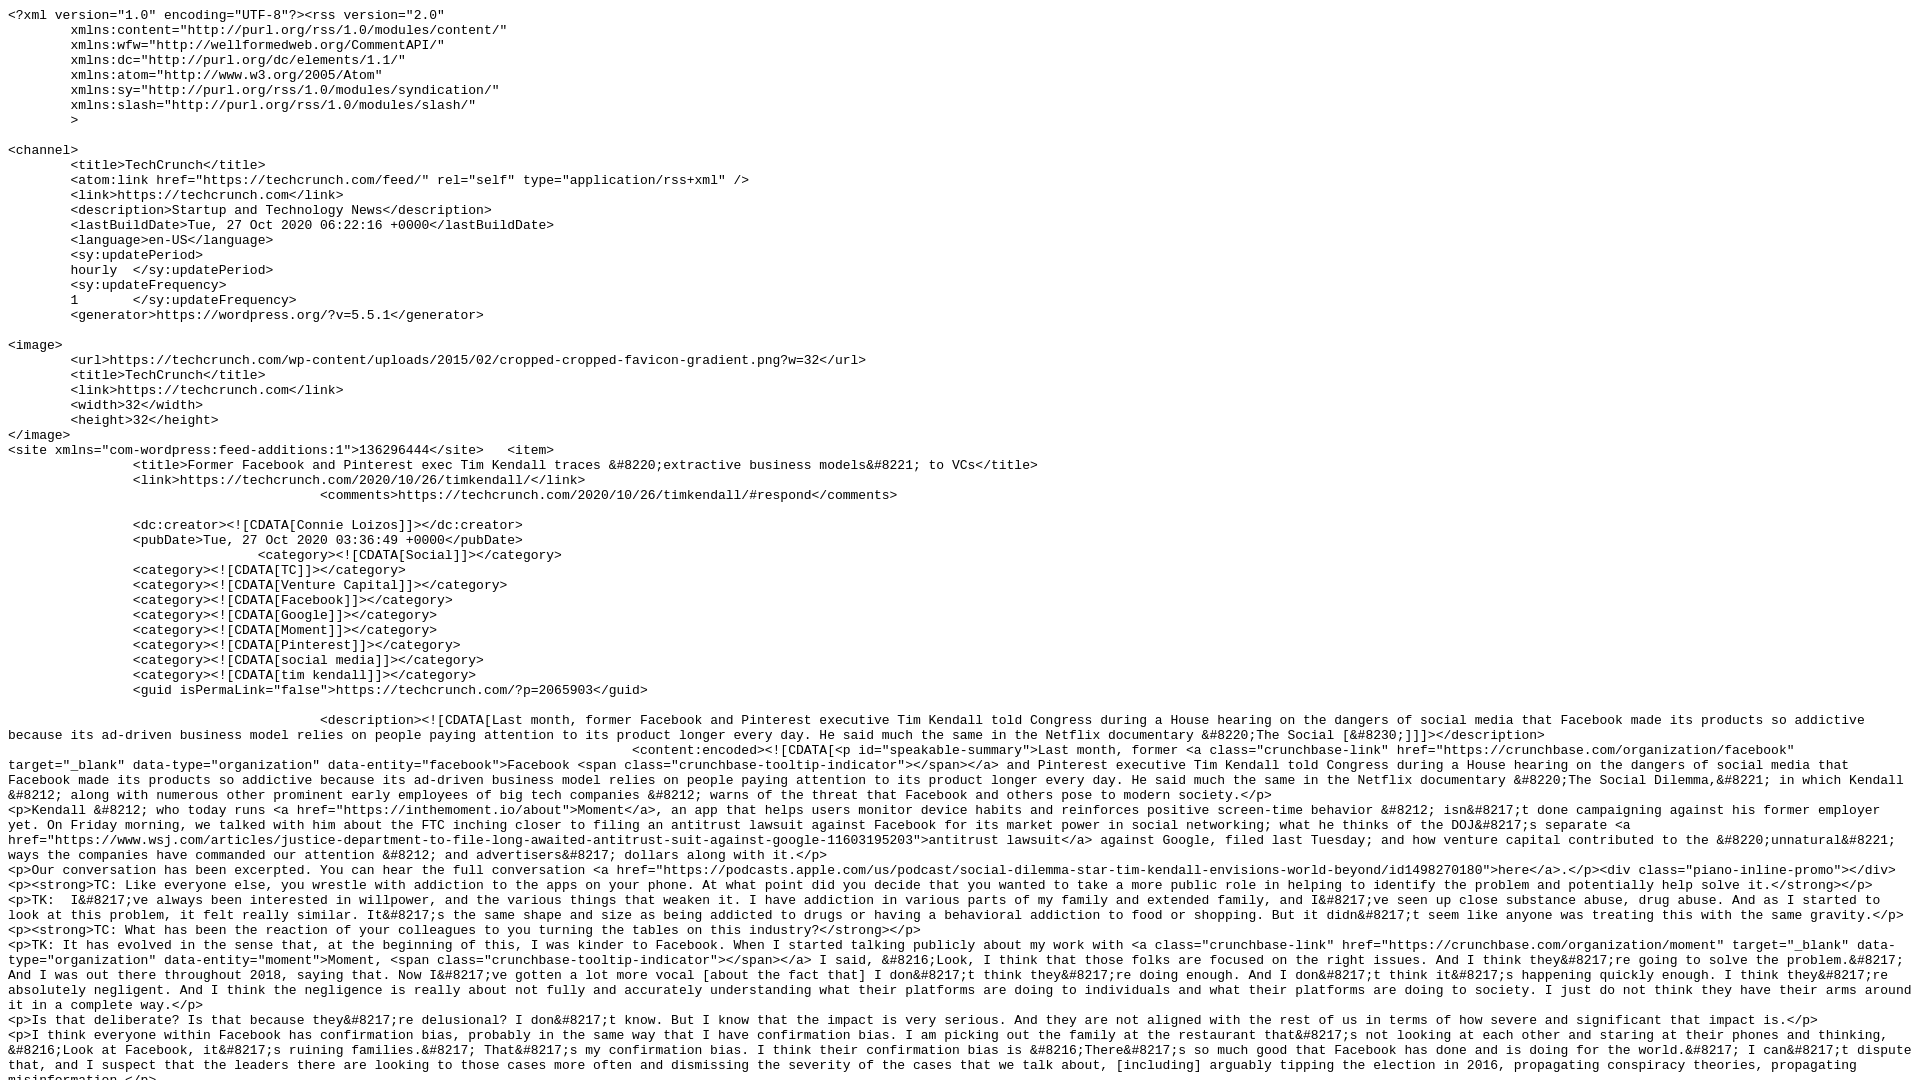 <?xml version="1.0" encoding="UTF-8"?><rss version="2.0"
xmlns:content="http://purl.org/rss/1.0/modules/content/"
xmlns:wfw="http://wellformedweb.org/CommentAPI/"
xmlns:dc="http://purl.org/dc/elements/1.1/"
xmlns:atom="http://www.w3.org/2005/Atom"
xmlns:sy="http://purl.org/rss/1.0/modules/syndication/"
xmlns:slash="http://purl.org/rss/1.0/modules/slash/"
>
<channel>
<title>TechCrunch</title>
<atom:link href="https://techcrunch.com/feed/" rel="self" type="application/rss+xml" />
<link>https://techcrunch.com</link>
<description>Startup and Technology News</description>
<lastBuildDate>Tue, 27 Oct 2020 06:22:16 +0000</lastBuildDate>
<language>en-US</language>
<sy:updatePeriod>
hourly  </sy:updatePeriod>
<sy:updateFrequency>
1       </sy:updateFrequency>
<generator>https://wordpress.org/?v=5.5.1</generator>
<image>
<url>https://techcrunch.com/wp-content/uploads/2015/02/cropped-cropped-favicon-gradient.png?w=32</url>
<title>TechCrunch</title>
<link>https://techcrunch.com</link>
<width>32</width>
<height>32</height>
</image>
<site xmlns="com-wordpress:feed-additions:1">136296444</site>   <item>
<title>Former Facebook and Pinterest exec Tim Kendall traces &#8220;extractive business models&#8221; to VCs</title>
<link>https://techcrunch.com/2020/10/26/timkendall/</link>
<comments>https://techcrunch.com/2020/10/26/timkendall/#respond</comments>
<dc:creator><![CDATA[Connie Loizos]]></dc:creator>
<pubDate>Tue, 27 Oct 2020 03:36:49 +0000</pubDate>
<category><![CDATA[Social]]></category>
<category><![CDATA[TC]]></category>
<category><![CDATA[Venture Capital]]></category>
<category><![CDATA[Facebook]]></category>
<category><![CDATA[Google]]></category>
<category><![CDATA[Moment]]></category>
<category><![CDATA[Pinterest]]></category>
<category><![CDATA[social media]]></category>
<category><![CDATA[tim kendall]]></category>
<guid isPermaLink="false">https://techcrunch.com/?p=2065903</guid>
<description><![CDATA[Last month, former Facebook and Pinterest executive Tim Kendall told Congress during a House hearing on the dangers of social media that Facebook made its products so addictive
because its ad-driven business model relies on people paying attention to its product longer every day. He said much the same in the Netflix documentary &#8220;The Social [&#8230;]]]></description>
<content:encoded><![CDATA[<p id="speakable-summary">Last month, former <a class="crunchbase-link" href="https://crunchbase.com/organization/facebook"
target="_blank" data-type="organization" data-entity="facebook">Facebook <span class="crunchbase-tooltip-indicator"></span></a> and Pinterest executive Tim Kendall told Congress during a House hearing on the dangers of social media that
Facebook made its products so addictive because its ad-driven business model relies on people paying attention to its product longer every day. He said much the same in the Netflix documentary &#8220;The Social Dilemma,&#8221; in which Kendall
&#8212; along with numerous other prominent early employees of big tech companies &#8212; warns of the threat that Facebook and others pose to modern society.</p>
<p>Kendall &#8212; who today runs <a href="https://inthemoment.io/about">Moment</a>, an app that helps users monitor device habits and reinforces positive screen-time behavior &#8212; isn&#8217;t done campaigning against his former employer
yet. On Friday morning, we talked with him about the FTC inching closer to filing an antitrust lawsuit against Facebook for its market power in social networking; what he thinks of the DOJ&#8217;s separate <a
href="https://www.wsj.com/articles/justice-department-to-file-long-awaited-antitrust-suit-against-google-11603195203">antitrust lawsuit</a> against Google, filed last Tuesday; and how venture capital contributed to the &#8220;unnatural&#8221;
ways the companies have commanded our attention &#8212; and advertisers&#8217; dollars along with it.</p>
<p>Our conversation has been excerpted. You can hear the full conversation <a href="https://podcasts.apple.com/us/podcast/social-dilemma-star-tim-kendall-envisions-world-beyond/id1498270180">here</a>.</p><div class="piano-inline-promo"></div>
<p><strong>TC: Like everyone else, you wrestle with addiction to the apps on your phone. At what point did you decide that you wanted to take a more public role in helping to identify the problem and potentially help solve it.</strong></p>
<p>TK:  I&#8217;ve always been interested in willpower, and the various things that weaken it. I have addiction in various parts of my family and extended family, and I&#8217;ve seen up close substance abuse, drug abuse. And as I started to
look at this problem, it felt really similar. It&#8217;s the same shape and size as being addicted to drugs or having a behavioral addiction to food or shopping. But it didn&#8217;t seem like anyone was treating this with the same gravity.</p>
<p><strong>TC: What has been the reaction of your colleagues to you turning the tables on this industry?</strong></p>
<p>TK: It has evolved in the sense that, at the beginning of this, I was kinder to Facebook. When I started talking publicly about my work with <a class="crunchbase-link" href="https://crunchbase.com/organization/moment" target="_blank" data-
type="organization" data-entity="moment">Moment, <span class="crunchbase-tooltip-indicator"></span></a> I said, &#8216;Look, I think that those folks are focused on the right issues. And I think they&#8217;re going to solve the problem.&#8217;
And I was out there throughout 2018, saying that. Now I&#8217;ve gotten a lot more vocal [about the fact that] I don&#8217;t think they&#8217;re doing enough. And I don&#8217;t think it&#8217;s happening quickly enough. I think they&#8217;re
absolutely negligent. And I think the negligence is really about not fully and accurately understanding what their platforms are doing to individuals and what their platforms are doing to society. I just do not think they have their arms around
it in a complete way.</p>
<p>Is that deliberate? Is that because they&#8217;re delusional? I don&#8217;t know. But I know that the impact is very serious. And they are not aligned with the rest of us in terms of how severe and significant that impact is.</p>
<p>I think everyone within Facebook has confirmation bias, probably in the same way that I have confirmation bias. I am picking out the family at the restaurant that&#8217;s not looking at each other and staring at their phones and thinking,
&#8216;Look at Facebook, it&#8217;s ruining families.&#8217; That&#8217;s my confirmation bias. I think their confirmation bias is &#8216;There&#8217;s so much good that Facebook has done and is doing for the world.&#8217; I can&#8217;t dispute
that, and I suspect that the leaders there are looking to those cases more often and dismissing the severity of the cases that we talk about, [including] arguably tipping the election in 2016, propagating conspiracy theories, propagating
misinformation.</p>